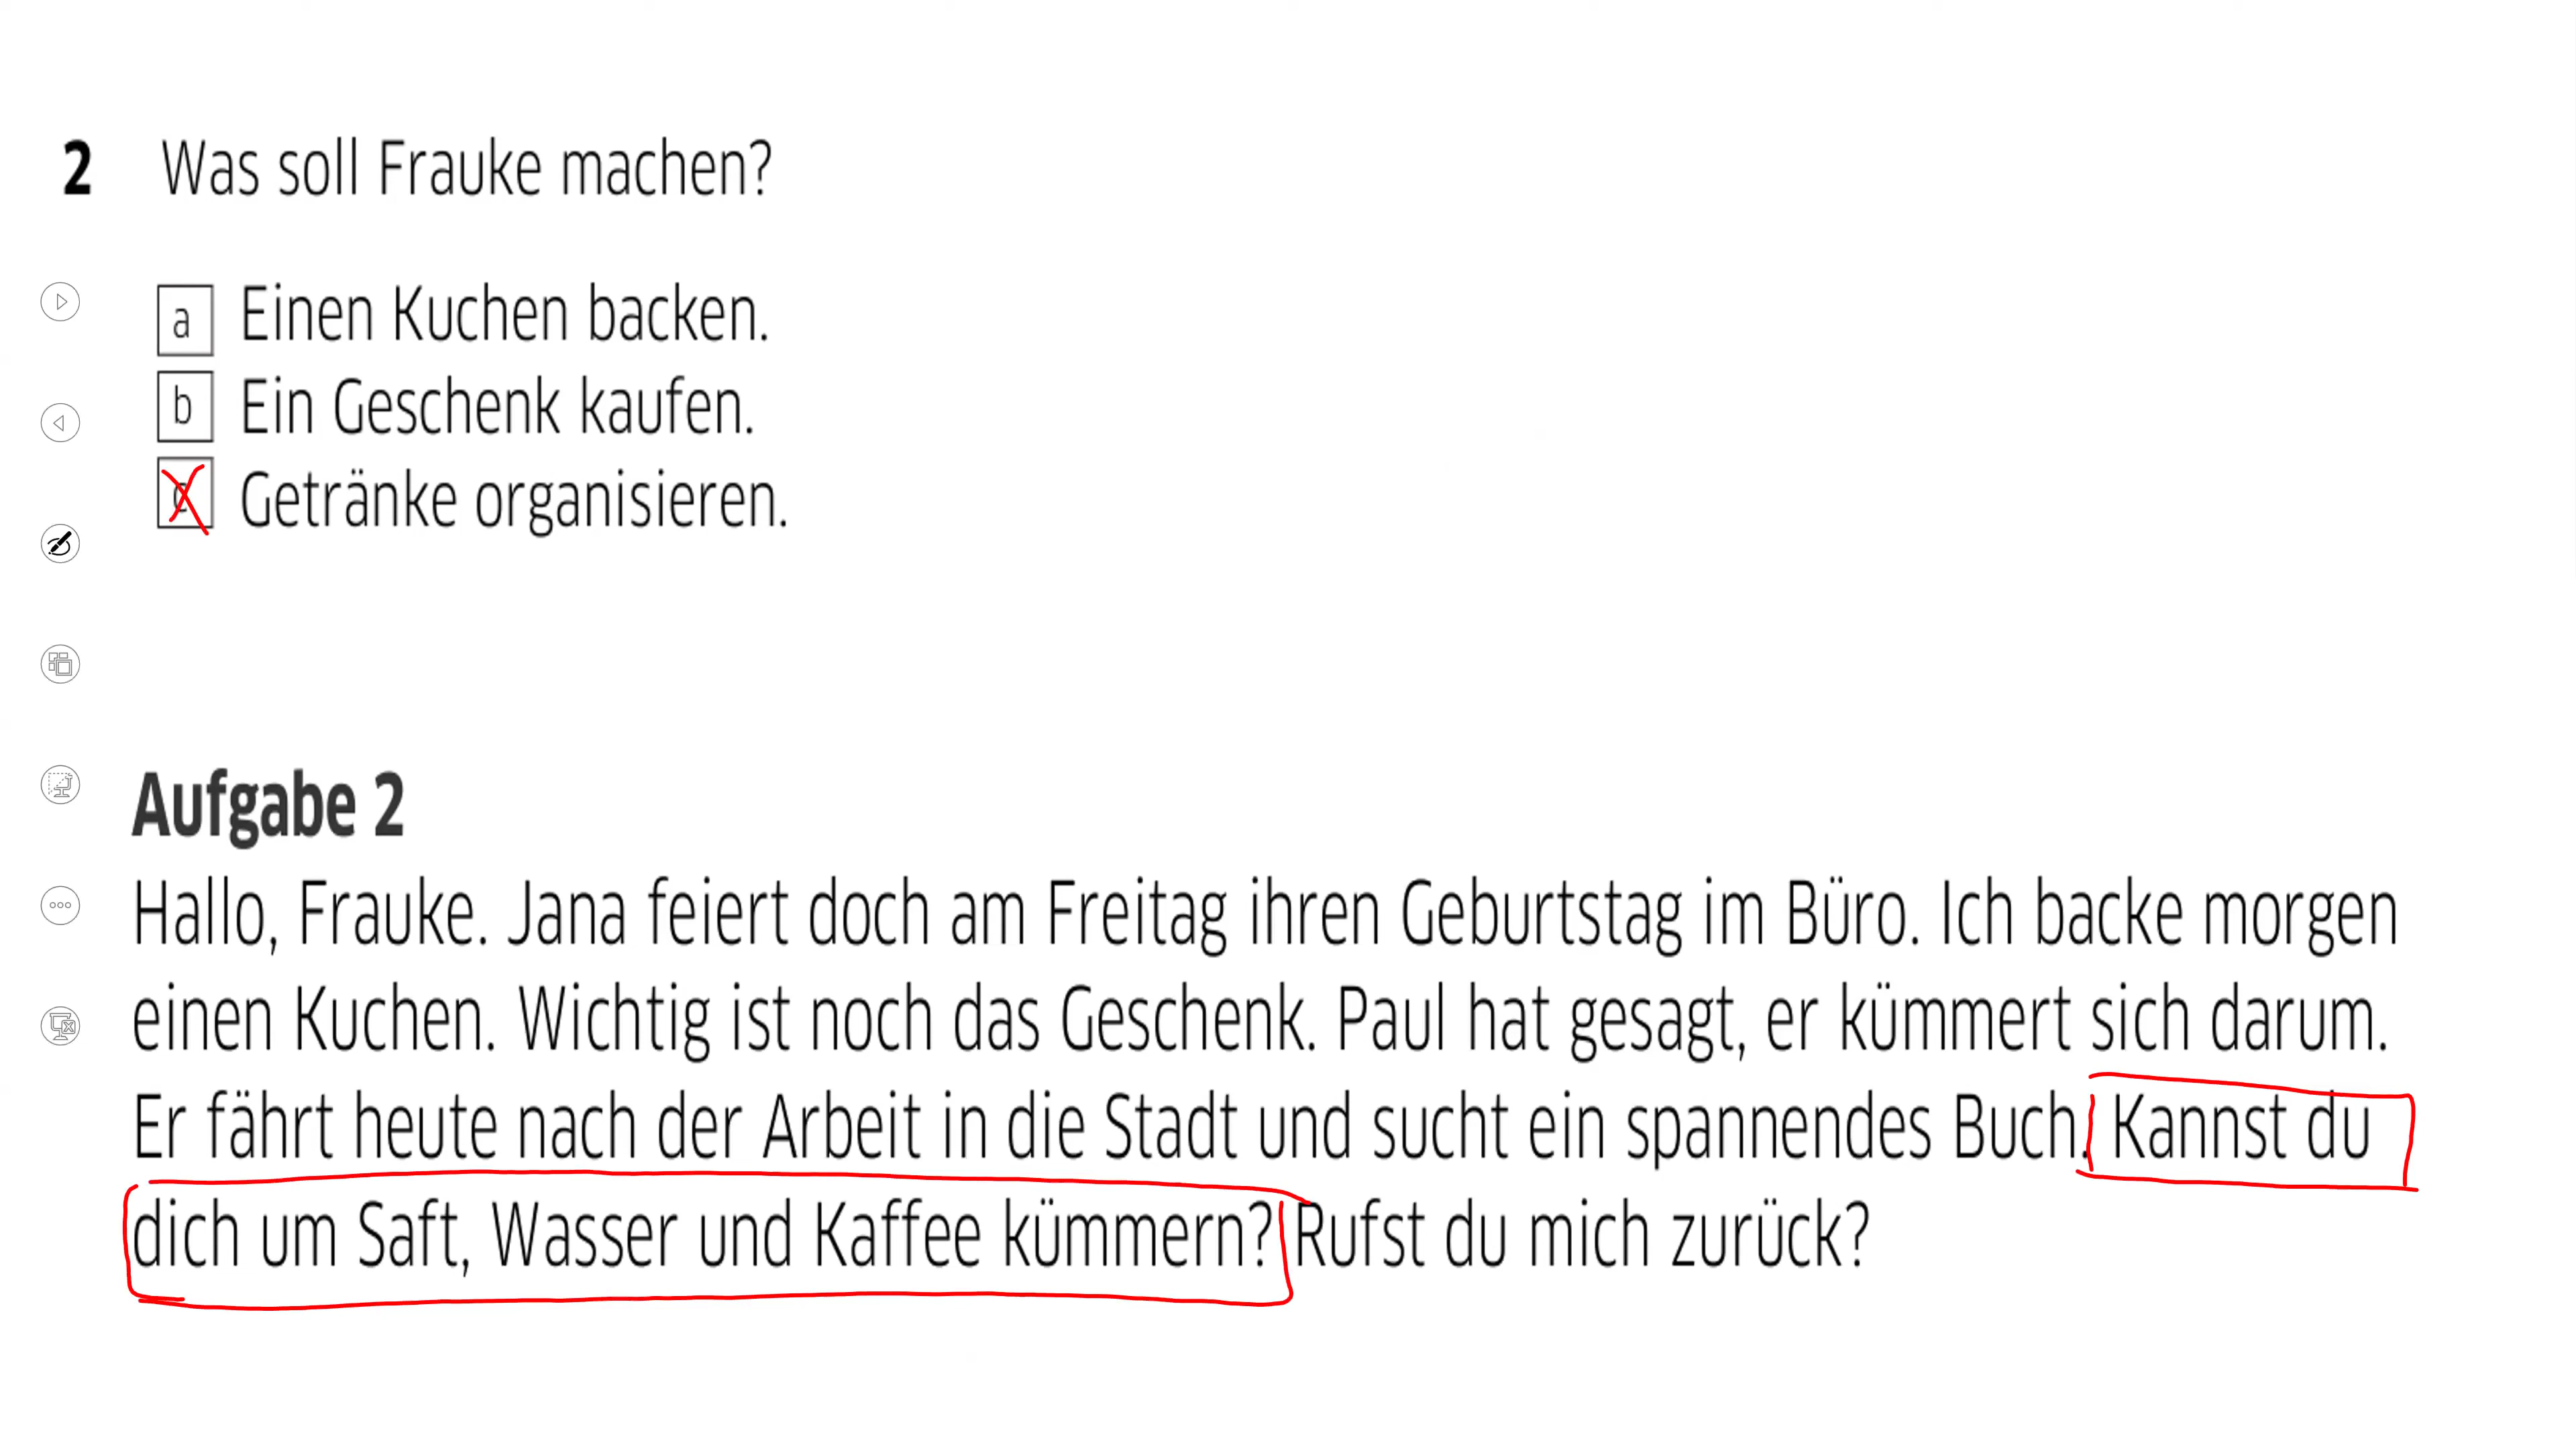 2 Was soll Frauke machen?
a Einen Kuchen backen.
b Ein Geschenk kaufen.
c Getränke organisieren.
Aufgabe 2
Hallo, Frauke. Jana feiert doch am Freitag ihren Geburtstag im Büro. Ich backe morgen
einen Kuchen. Wichtig ist noch das Geschenk. Paul hat gesagt, er kümmert sich darum.
Er fährt heute nach der Arbeit in die Stadt und sucht ein spannendes Buch. Kannst du
dich um Saft, Wasser und Kaffee kümmern? Rufst du mich zurück?